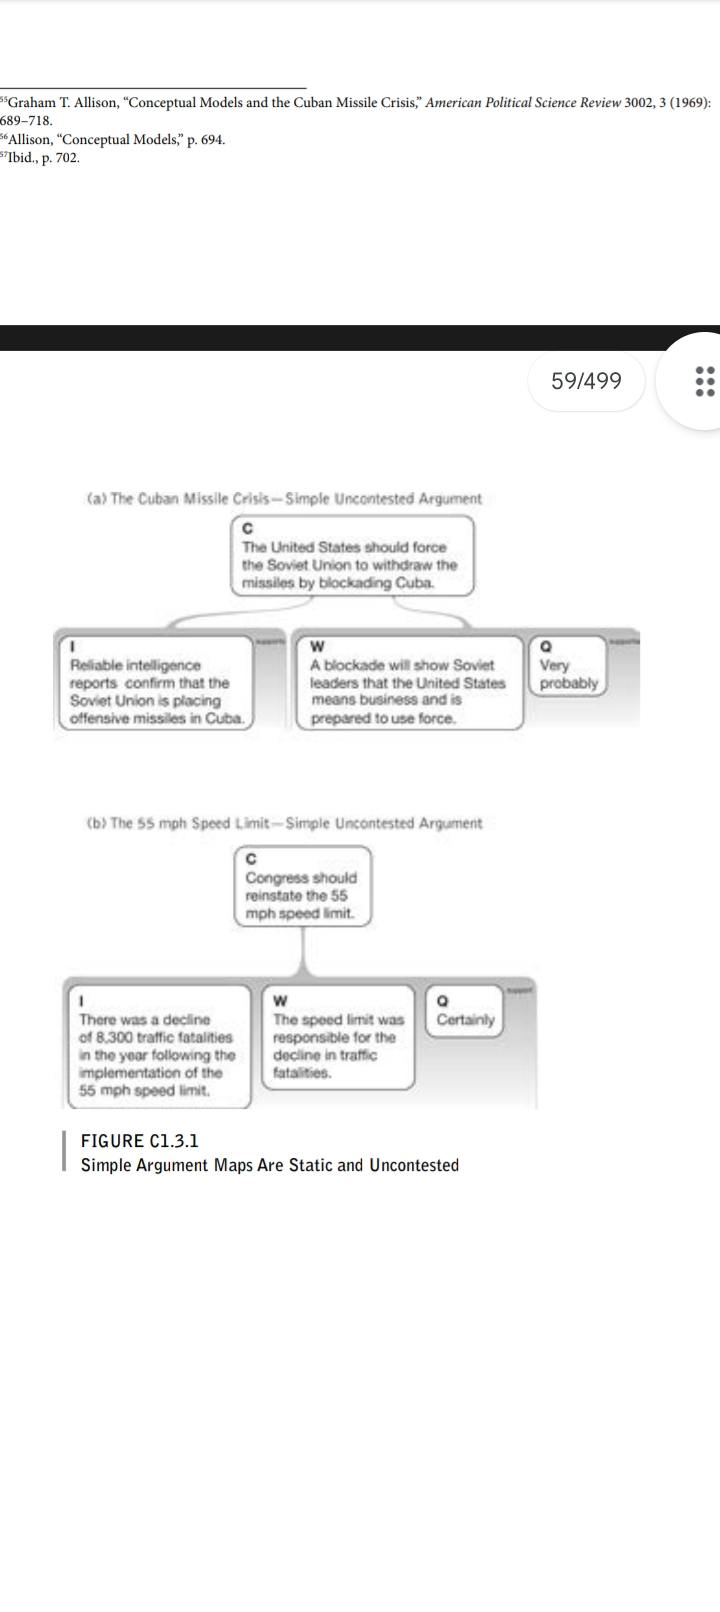 55Graham T. Allison, “Conceptual Models and the Cuban Missile Crisis,” American Political Science Review 3002, 3 (1969):
689–718.
56Allison, “Conceptual Models,” p. 694.
57Ibid., p. 702.
59/499
(a) The Cuban Missile Crisis—Simple Uncontested Argument
C
The United States should force
the Soviet Union to withdraw the
missiles by blockading Cuba.
I
Reliable intelligence
reports confirm that the
Soviet Union is placing
offensive missiles in Cuba.
W
A blockade will show Soviet
leaders that the United States
means business and is
prepared to use force.
Q
Very
probably
(b) The 55 mph Speed Limit—Simple Uncontested Argument
C
Congress should
reinstate the 55
mph speed limit.
I
There was a decline
of 8,300 traffic fatalities
in the year following the
implementation of the
55 mph speed limit.
W
The speed limit was
responsible for the
decline in traffic
fatalities.
Q
Certainly
FIGURE C1.3.1
Simple Argument Maps Are Static and Uncontested